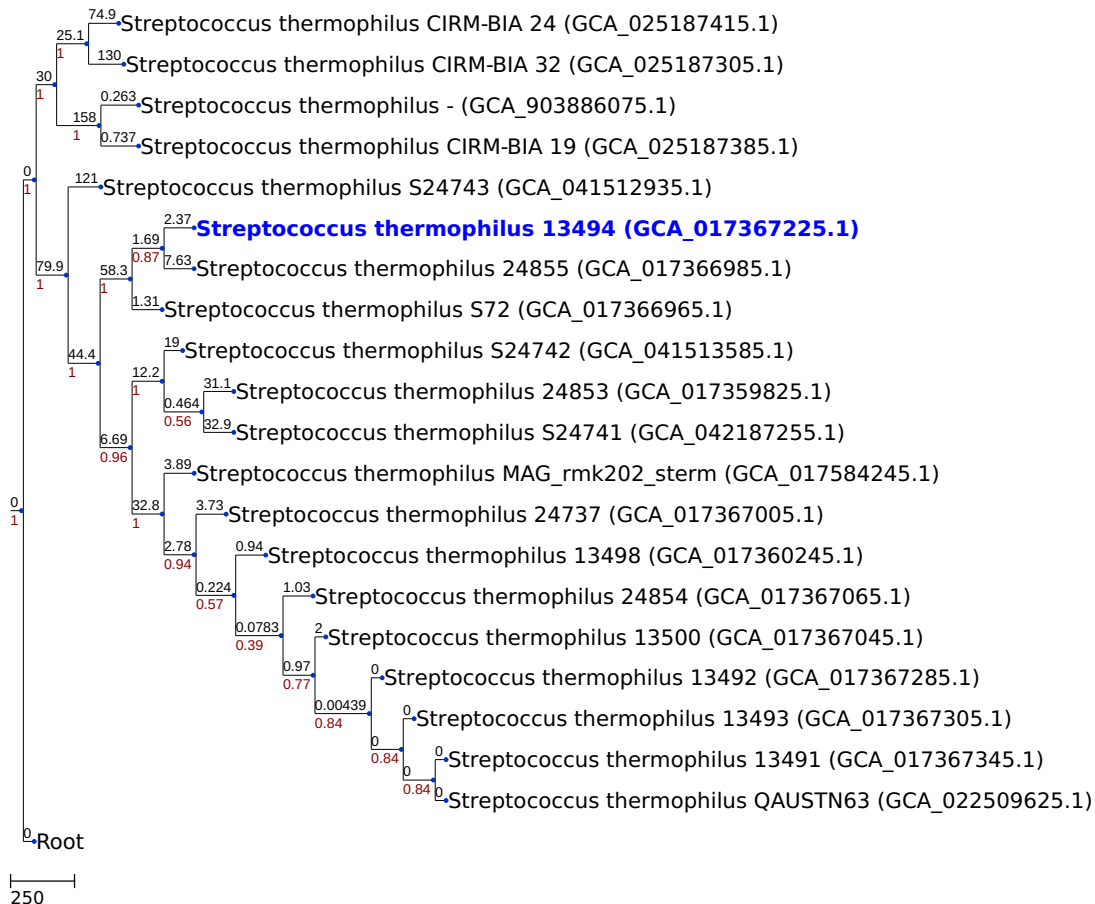 74.9 Streptococcus thermophilus CIRM-BIA 24 (GCA_025187415.1)
25.1
1
130 Streptococcus thermophilus CIRM-BIA 32 (GCA_025187305.1)
30
1
0.263 Streptococcus thermophilus - (GCA_903886075.1)
158
1
0.737 Streptococcus thermophilus CIRM-BIA 19 (GCA_025187385.1)
0
1
121 Streptococcus thermophilus S24743 (GCA_041512935.1)
2.37 Streptococcus thermophilus 13494 (GCA_017367225.1)
1.69
0.87
7.63 Streptococcus thermophilus 24855 (GCA_017366985.1)
79.9
1
58.3
1
1.31 Streptococcus thermophilus S72 (GCA_017366965.1)
19 Streptococcus thermophilus S24742 (GCA_041513585.1)
44.4
1
12.2
1
31.1 Streptococcus thermophilus 24853 (GCA_017359825.1)
0.464
0.56
32.9 Streptococcus thermophilus S24741 (GCA_042187255.1)
6.69
0.96
3.89 Streptococcus thermophilus MAG_rmk202_sterm (GCA_017584245.1)
0
1
32.8
1
3.73 Streptococcus thermophilus 24737 (GCA_017367005.1)
2.78
0.94
0.94 Streptococcus thermophilus 13498 (GCA_017360245.1)
0.224
0.57
1.03 Streptococcus thermophilus 24854 (GCA_017367065.1)
0.0783
0.39
2 Streptococcus thermophilus 13500 (GCA_017367045.1)
0.97
0.77
0 Streptococcus thermophilus 13492 (GCA_017367285.1)
0.00439
0.84
0 Streptococcus thermophilus 13493 (GCA_017367305.1)
0
0.84
0 Streptococcus thermophilus 13491 (GCA_017367345.1)
0
0.84
0 Streptococcus thermophilus QAUSTN63 (GCA_022509625.1)
0 Root
250